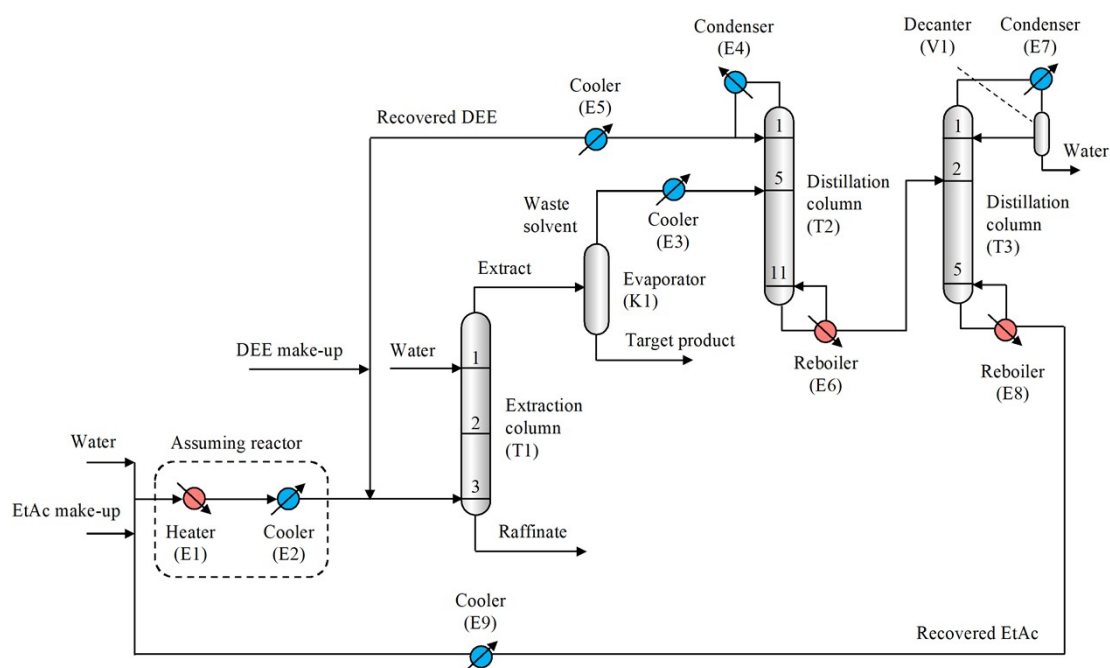 Condenser
(E4)
Decanter
(V1)
Condenser
(E7)
Cooler
(E5)
Recovered DEE
1
1
Water
5
2
Waste
solvent
Cooler
(E3)
Distillation
column
(T2)
Distillation
column
(T3)
Extract
Evaporator
(K1)
11
5
Target product
DEE make-up
Water
1
Reboiler
(E6)
Reboiler
(E8)
Extraction
column
(T1)
2
Water
Assuming reactor
EtAc make-up
3
Heater
(E1)
Cooler
(E2)
Raffinate
Cooler
(E9)
Recovered EtAc